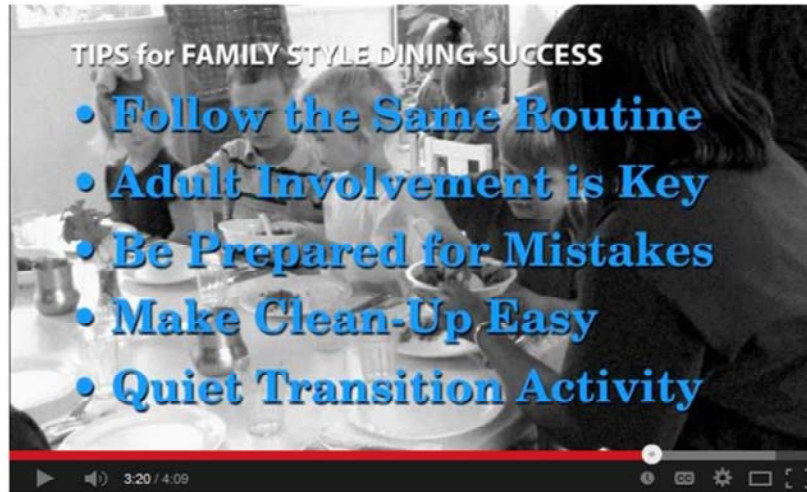 TIPS for FAMILY STYLE DINING SUCCESS
• Follow the Same Routine
• Adult Involvement is Key
• Be Prepared for Mistakes
• Make Clean-Up Easy
• Quiet Transition Activity
3:20 / 4:09 CC